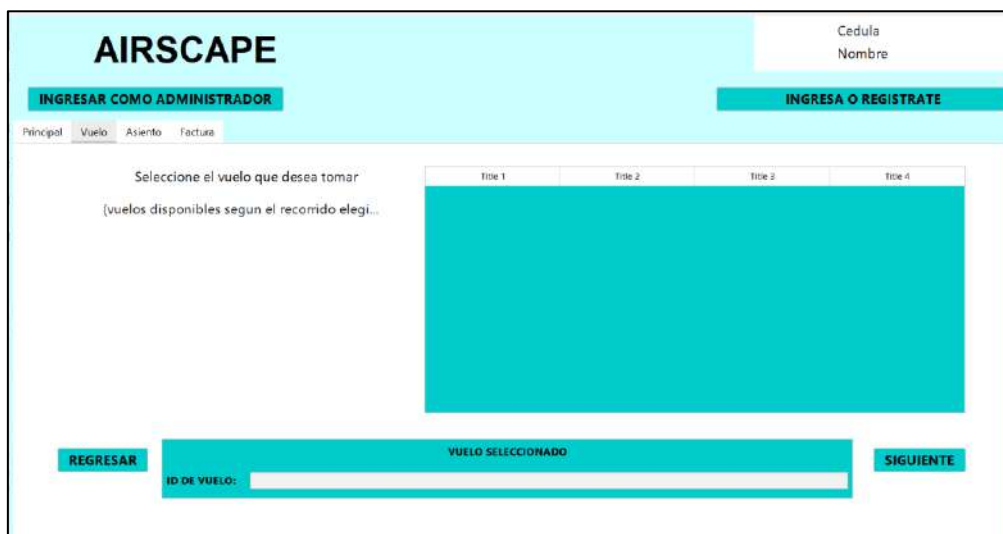 AIRSCAPE
Cedula
Nombre
INGRESAR COMO ADMINISTRADOR
INGRESA O REGISTRATE
Principal Vuelo Asiento Factura
Seleccione el vuelo que desea tomar
(vuelos disponibles segun el recorrido elegi...
Title 1 Title 2 Title 3 Title 4
REGRESAR
VUELO SELECCIONADO
ID DE VUELO:
SIGUIENTE